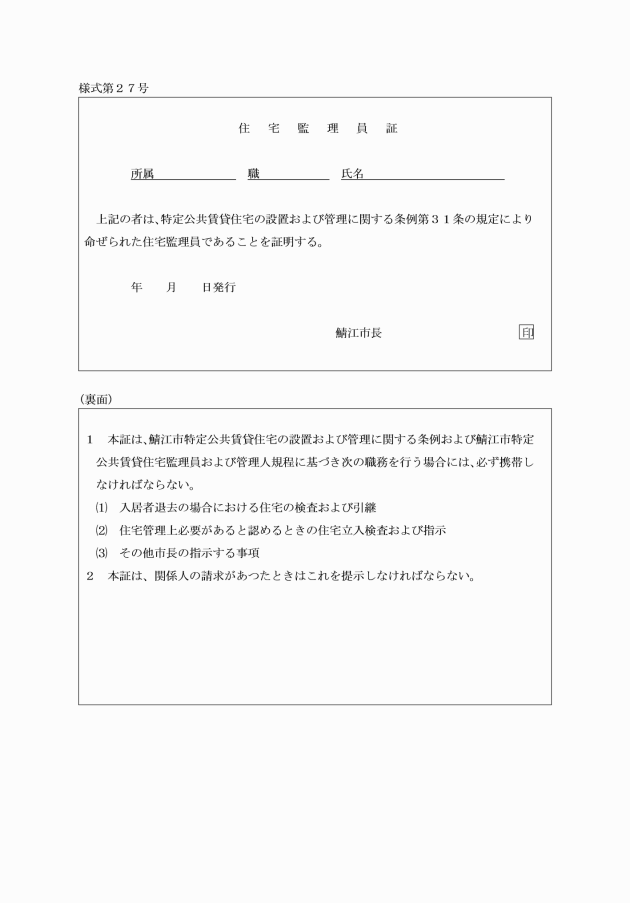 様式第２７号
住　宅　監　理　員　証
所属　　　　　　　職　　　　　　氏名
上記の者は、特定公共賃貸住宅の設置および管理に関する条例第３１条の規定により
命ぜられた住宅監理員であることを証明する。
年　　月　　日発行
鯖江市長　　　　　　　　　　　　印
（裏面）
１　本証は、鯖江市特定公共賃貸住宅の設置および管理に関する条例および鯖江市特定
公共賃貸住宅監理員および管理人規程に基づき次の職務を行う場合には、必ず携帯し
なければならない。
⑴　入居者退去の場合における住宅の検査および引継
⑵　住宅管理上必要があると認めるときの住宅立入検査および指示
⑶　その他市長の指示する事項
２　本証は、関係人の請求があつたときはこれを提示しなければならない。